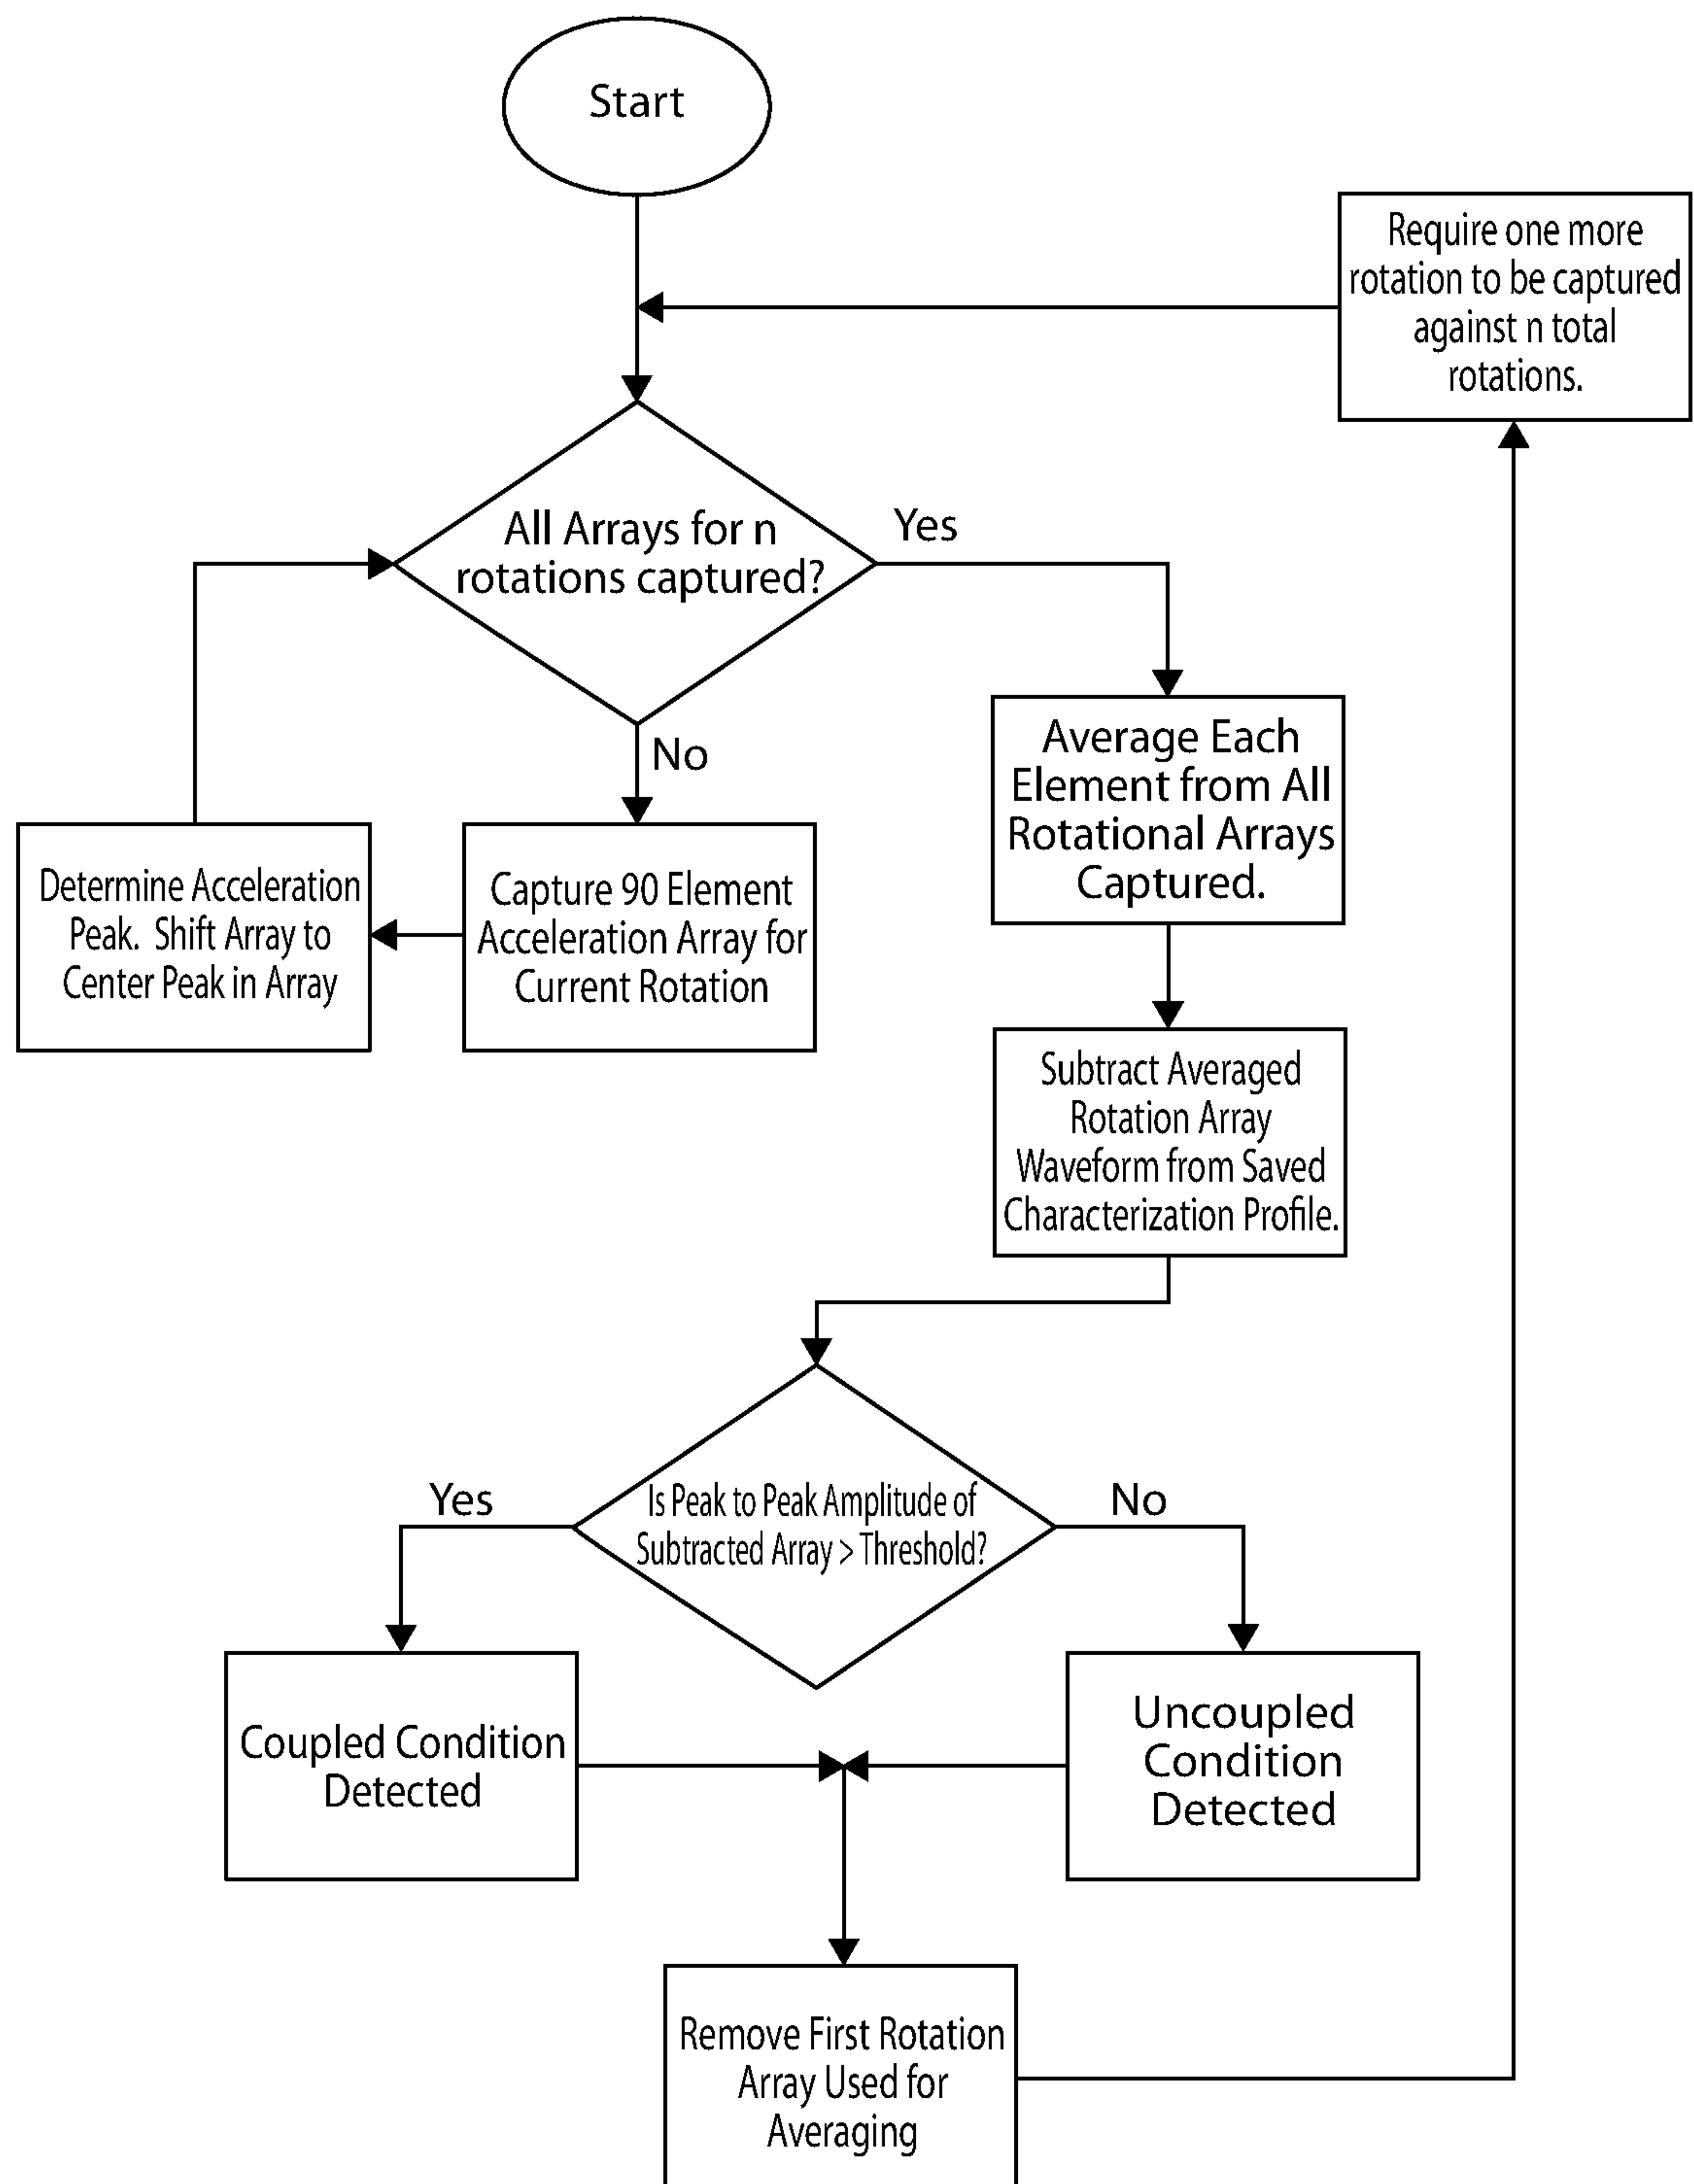 Start
Require one more
rotation to be captured
against n total
rotations.
All Arrays for n
rotations captured?
Yes
No
Average Each
Element from All
Rotational Arrays
Captured.
Determine Acceleration
Peak. Shift Array to
Center Peak in Array
Capture 90 Element
Acceleration Array for
Current Rotation
Subtract Averaged
Rotation Array
Waveform from Saved
Characterization Profile.
Is Peak to Peak Amplitude of
Subtracted Array > Threshold?
Yes
No
Coupled Condition
Detected
Uncoupled
Condition
Detected
Remove First Rotation
Array Used for
Averaging